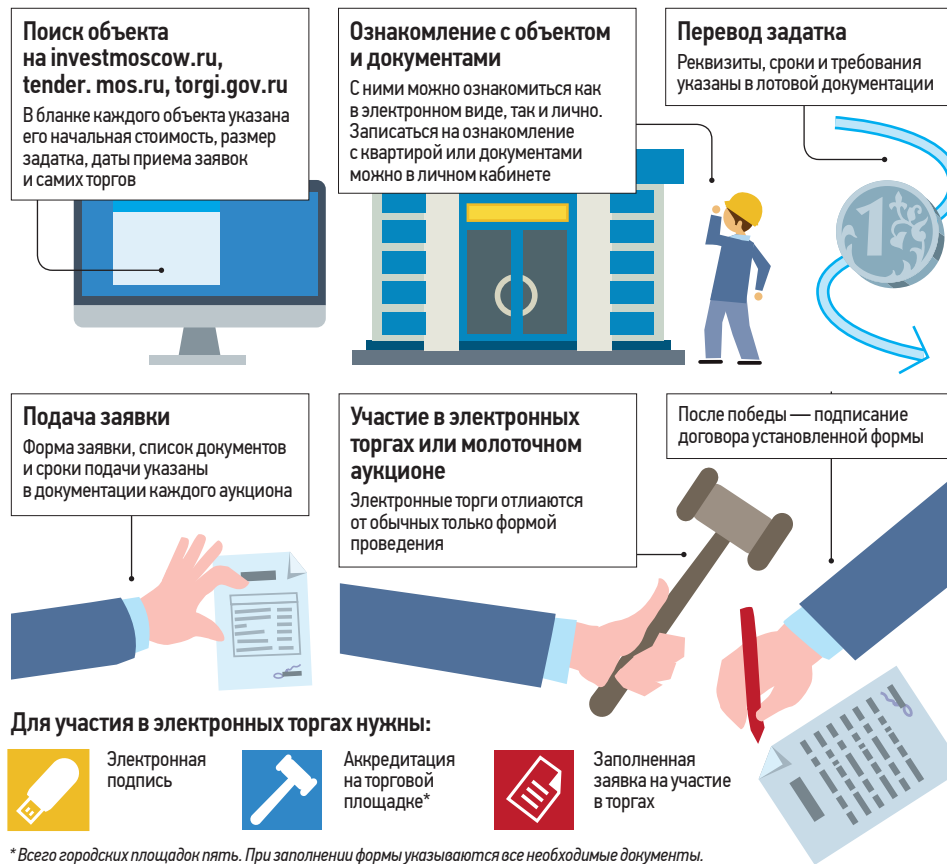 Поиск объекта
на investmoscow.ru,
tender. mos.ru, torgi.gov.ru
В бланке каждого объекта указана
его начальная стоимость, размер
задатка, даты приема заявок
и самих торгов
Ознакомление с объектом
и документами
С ними можно ознакомиться как
в электронном виде, так и лично.
Записаться на ознакомление
с квартирой или документами
можно в личном кабинете
Перевод задатка
Реквизиты, сроки и требования
указаны в лотовой документации
1
Подача заявки
Форма заявки, список документов
и сроки подачи указаны
в документации каждого аукциона
Участие в электронных
торгах или молоточном
аукционе
Электронные торги отлиаются
от обычных только формой
проведения
После победы — подписание
договора установленной формы
Для участия в электронных торгах нужны:
Электронная
подпись
Аккредитация
на торговой
площадке*
Заполненная
заявка на участие
в торгах
* Всего городских площадок пять. При заполнении формы указываются все необходимые документы.